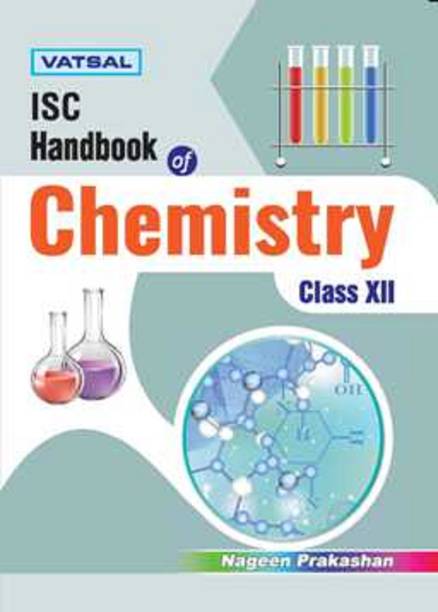 VATSAL
ISC
Handbook of
Chemistry
Class XII
OH
H
Nageen Prakashan